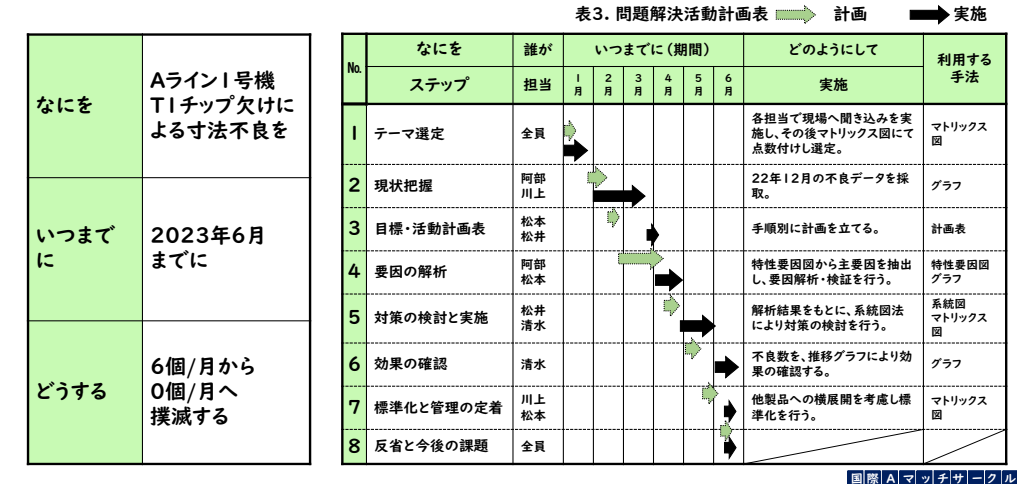 表3．問題解決活動計画表
計画
実施
なにを
Aライン1号機
T1チップ欠けに
よる寸法不良を
いつまで
に
2023年6月
までに
どうする
6個/月から
0個/月へ
撲滅する
No.
なにを
誰が
いつまでに（期間）
どのようにして
利用する
手法
ステップ
担当
1月
2月
3月
4月
5月
6月
実施
1
テーマ選定
全員
各担当で現場へ聞き込みを実
施し、その後マトリックス図にて
点数付けし選定。
マトリックス
図
2
現状把握
阿部
川上
22年12月の不良データを採
取。
グラフ
3
目標・活動計画表
松本
松井
手順別に計画を立てる。
計画表
4
要因の解析
阿部
松本
特性要因図から主要因を抽出
し、要因解析・検証を行う。
特性要因図
グラフ
5
対策の検討と実施
松井
清水
解析結果をもとに、系統図法
により対策の検討を行う。
系統図
マトリックス
図
6
効果の確認
清水
不良数を、推移グラフにより効
果の確認する。
グラフ
7
標準化と管理の定着
川上
松本
他製品への横展開を考慮し標
準化を行う。
マトリックス
図
8
反省と今後の課題
全員
国際Aマッチサークル